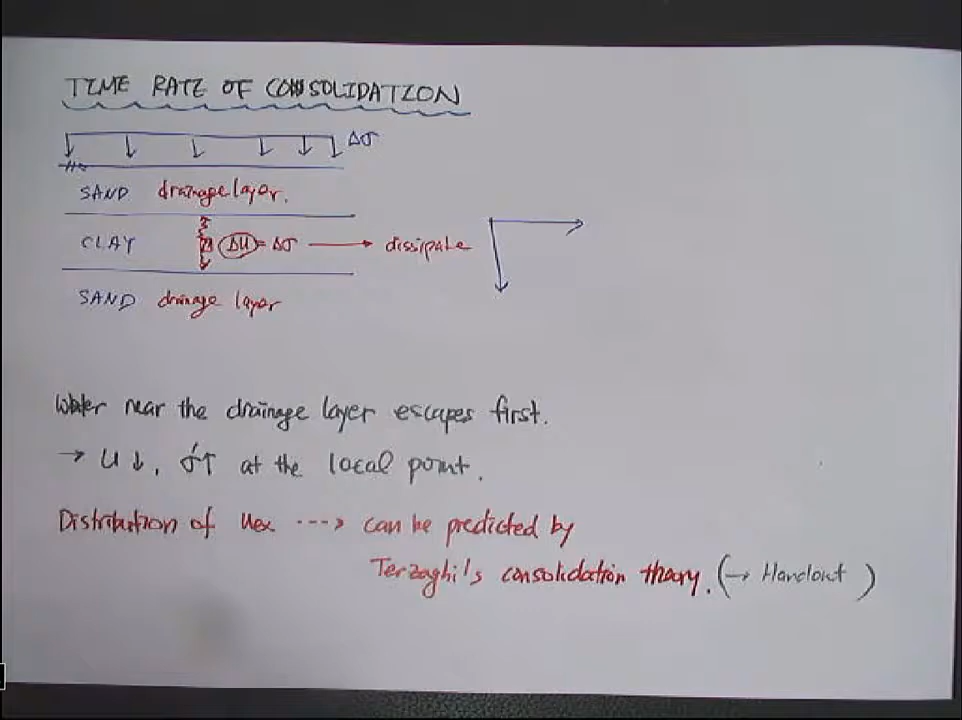 TIME RATE OF CONSOLIDATION
Δσ
SAND drainage layer.
CLAY ΔU = Δσ → dissipate
SAND drainage layer
Water near the drainage layer escapes first.
→ u ↓, σ́↑ at the local point.
Distribution of Uex ---> can be predicted by
Terzaghi's consolidation theory. (→ Handout )